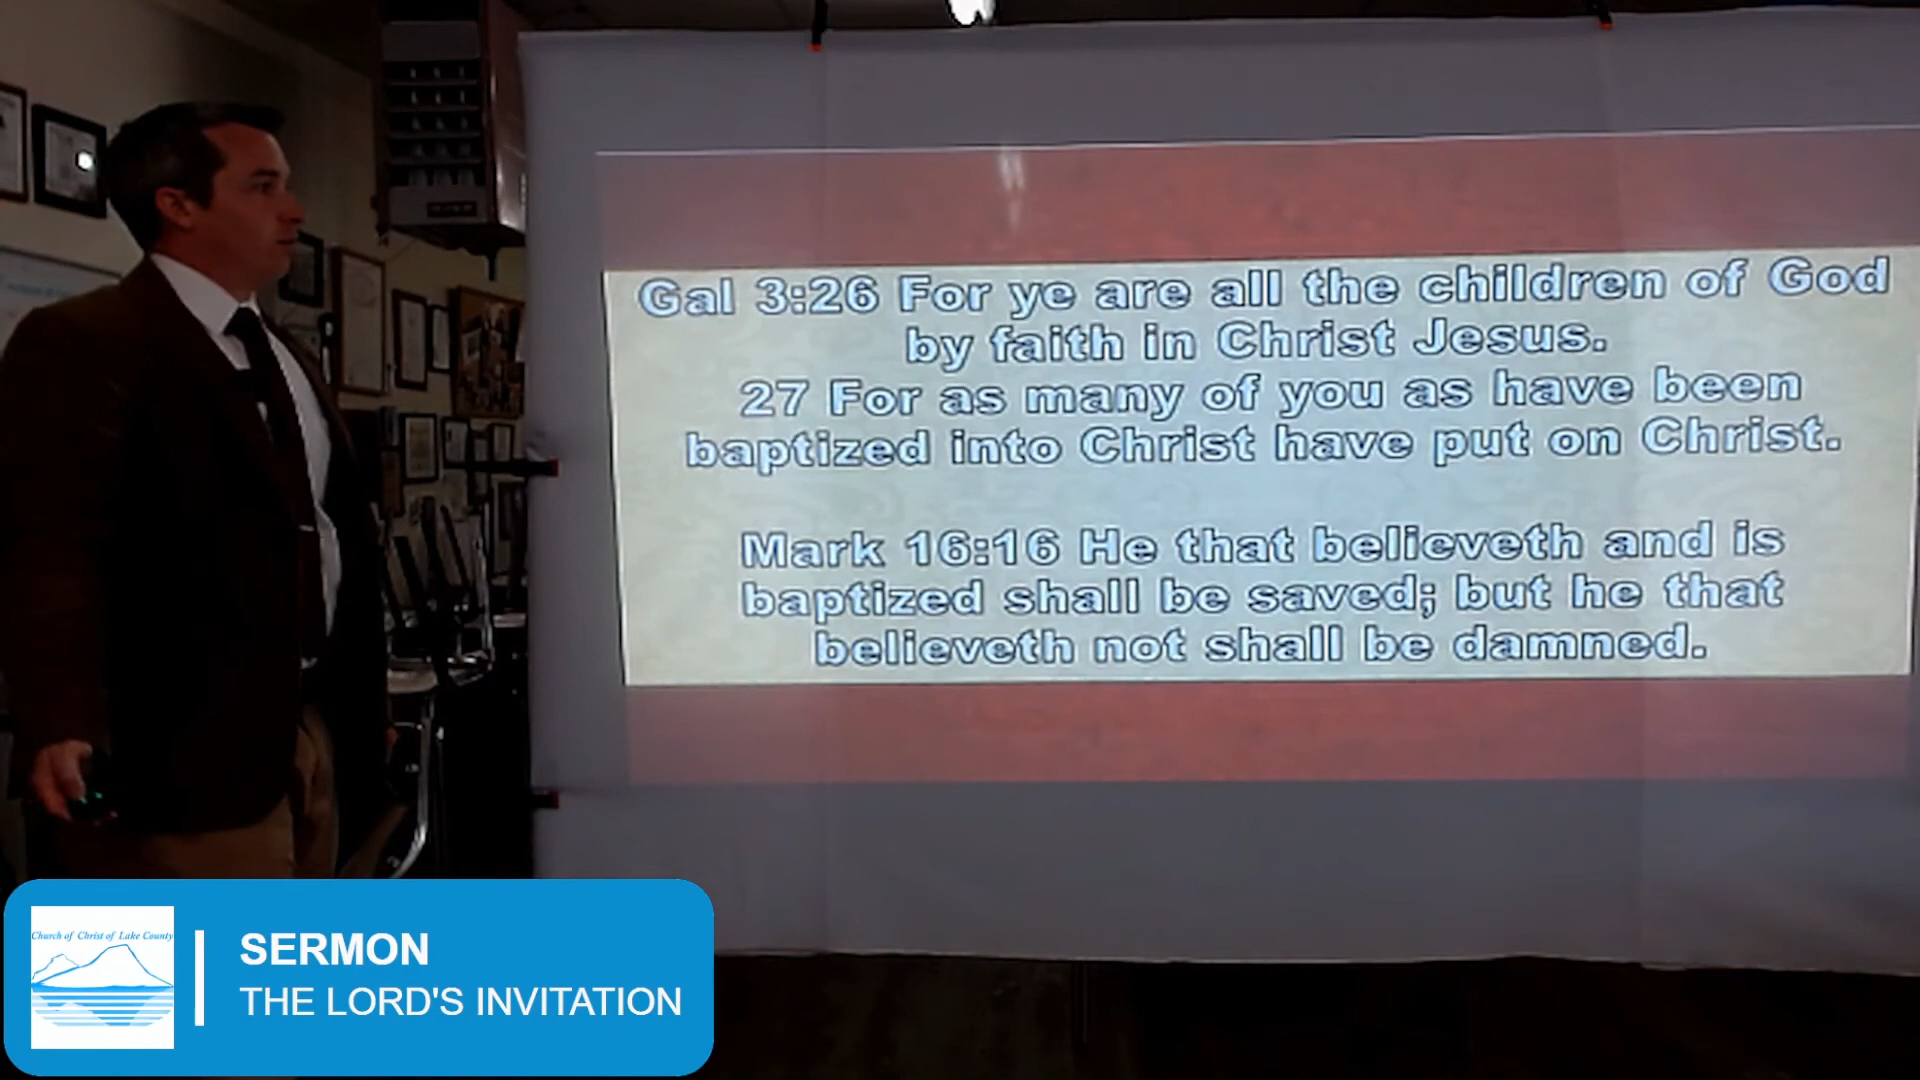 Gal 3:26 For ye are all the children of God
by faith in Christ Jesus.
27 For as many of you as have been
baptized into Christ have put on Christ.
Mark 16:16 He that believeth and is
baptized shall be saved; but he that
believeth not shall be damned.
Church of Christ of Lake County
SERMON
THE LORD'S INVITATION